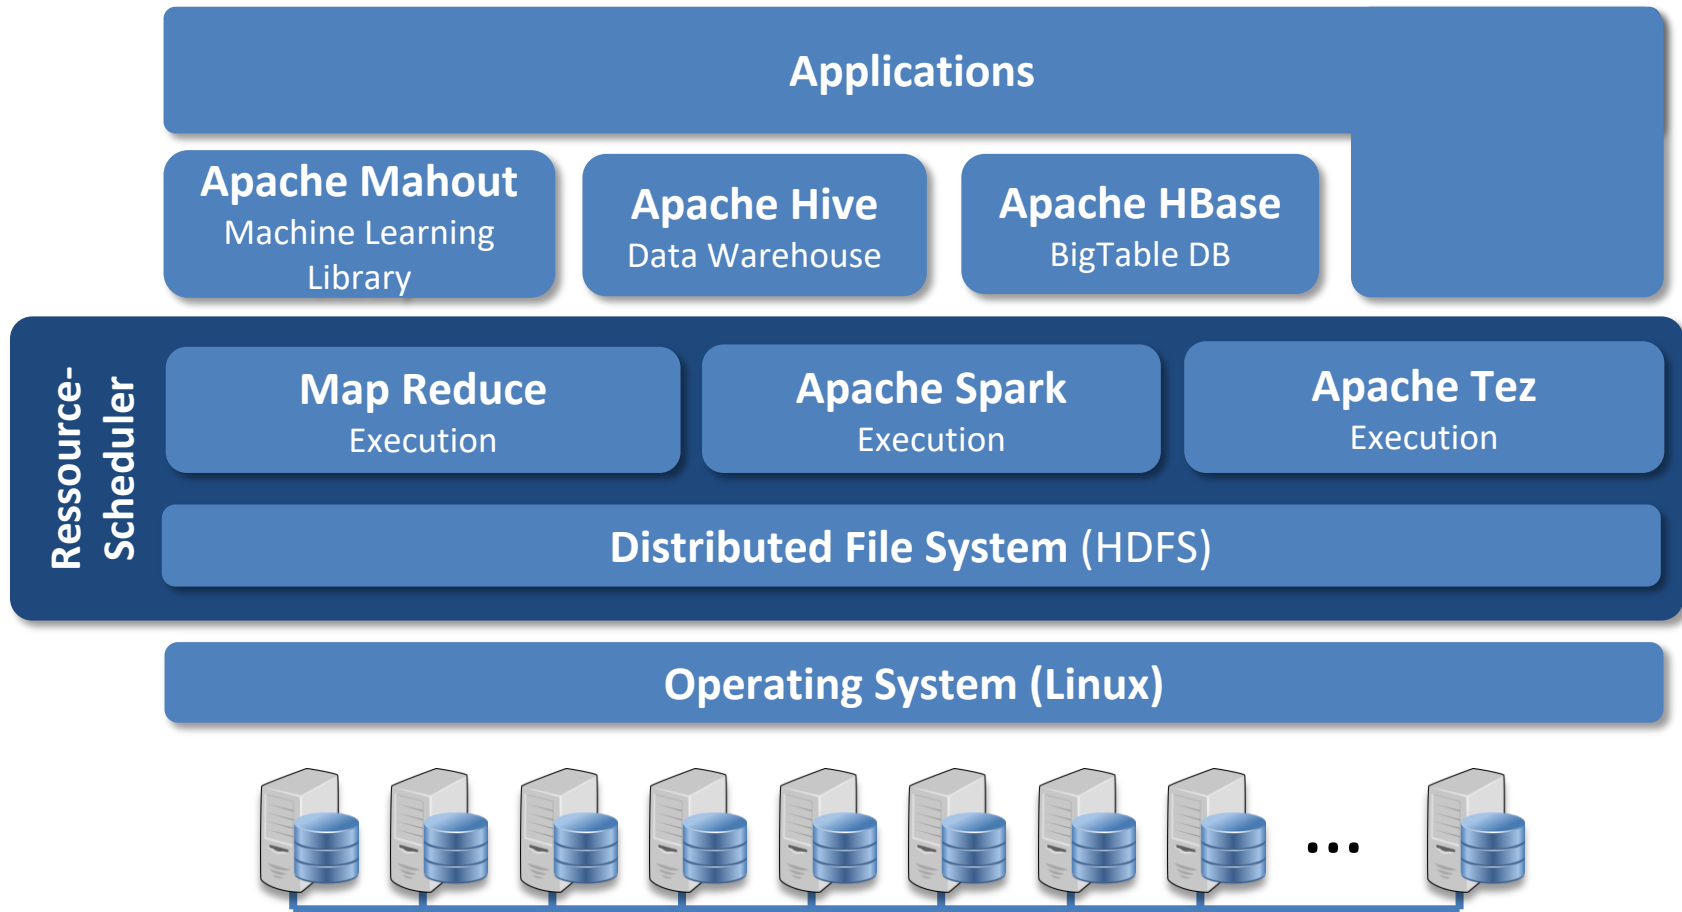 Applications
Apache Mahout
Machine Learning
Library
Apache Hive
Data Warehouse
Apache HBase
BigTable DB
Ressource-
Scheduler
Map Reduce
Execution
Apache Spark
Execution
Apache Tez
Execution
Distributed File System (HDFS)
Operating System (Linux)
...